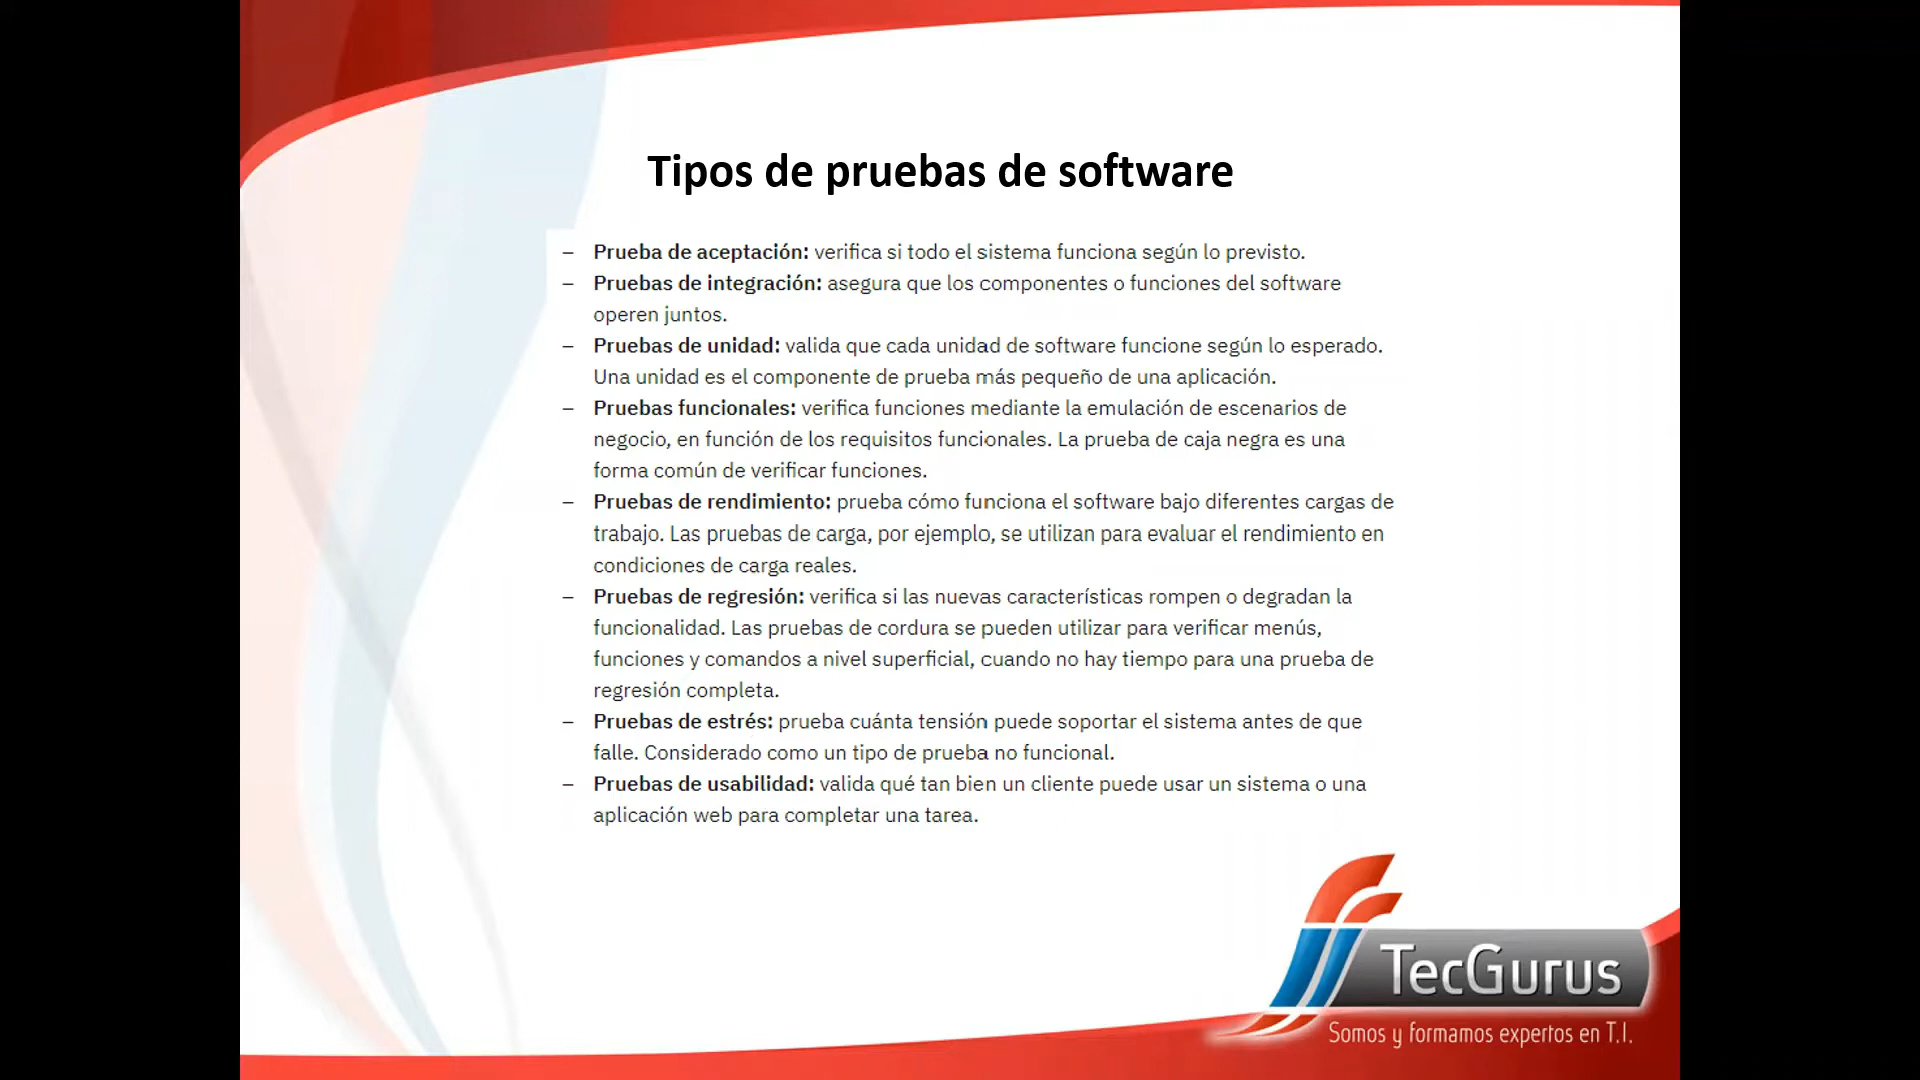 Tipos de pruebas de software
– Prueba de aceptación: verifica si todo el sistema funciona según lo previsto.
– Pruebas de integración: asegura que los componentes o funciones del software
operen juntos.
– Pruebas de unidad: valida que cada unidad de software funcione según lo esperado.
Una unidad es el componente de prueba más pequeño de una aplicación.
– Pruebas funcionales: verifica funciones mediante la emulación de escenarios de
negocio, en función de los requisitos funcionales. La prueba de caja negra es una
forma común de verificar funciones.
– Pruebas de rendimiento: prueba cómo funciona el software bajo diferentes cargas de
trabajo. Las pruebas de carga, por ejemplo, se utilizan para evaluar el rendimiento en
condiciones de carga reales.
– Pruebas de regresión: verifica si las nuevas características rompen o degradan la
funcionalidad. Las pruebas de cordura se pueden utilizar para verificar menús,
funciones y comandos a nivel superficial, cuando no hay tiempo para una prueba de
regresión completa.
– Pruebas de estrés: prueba cuánta tensión puede soportar el sistema antes de que
falle. Considerado como un tipo de prueba no funcional.
– Pruebas de usabilidad: valida qué tan bien un cliente puede usar un sistema o una
aplicación web para completar una tarea.
TecGurus
Somos y formamos expertos en T.I.